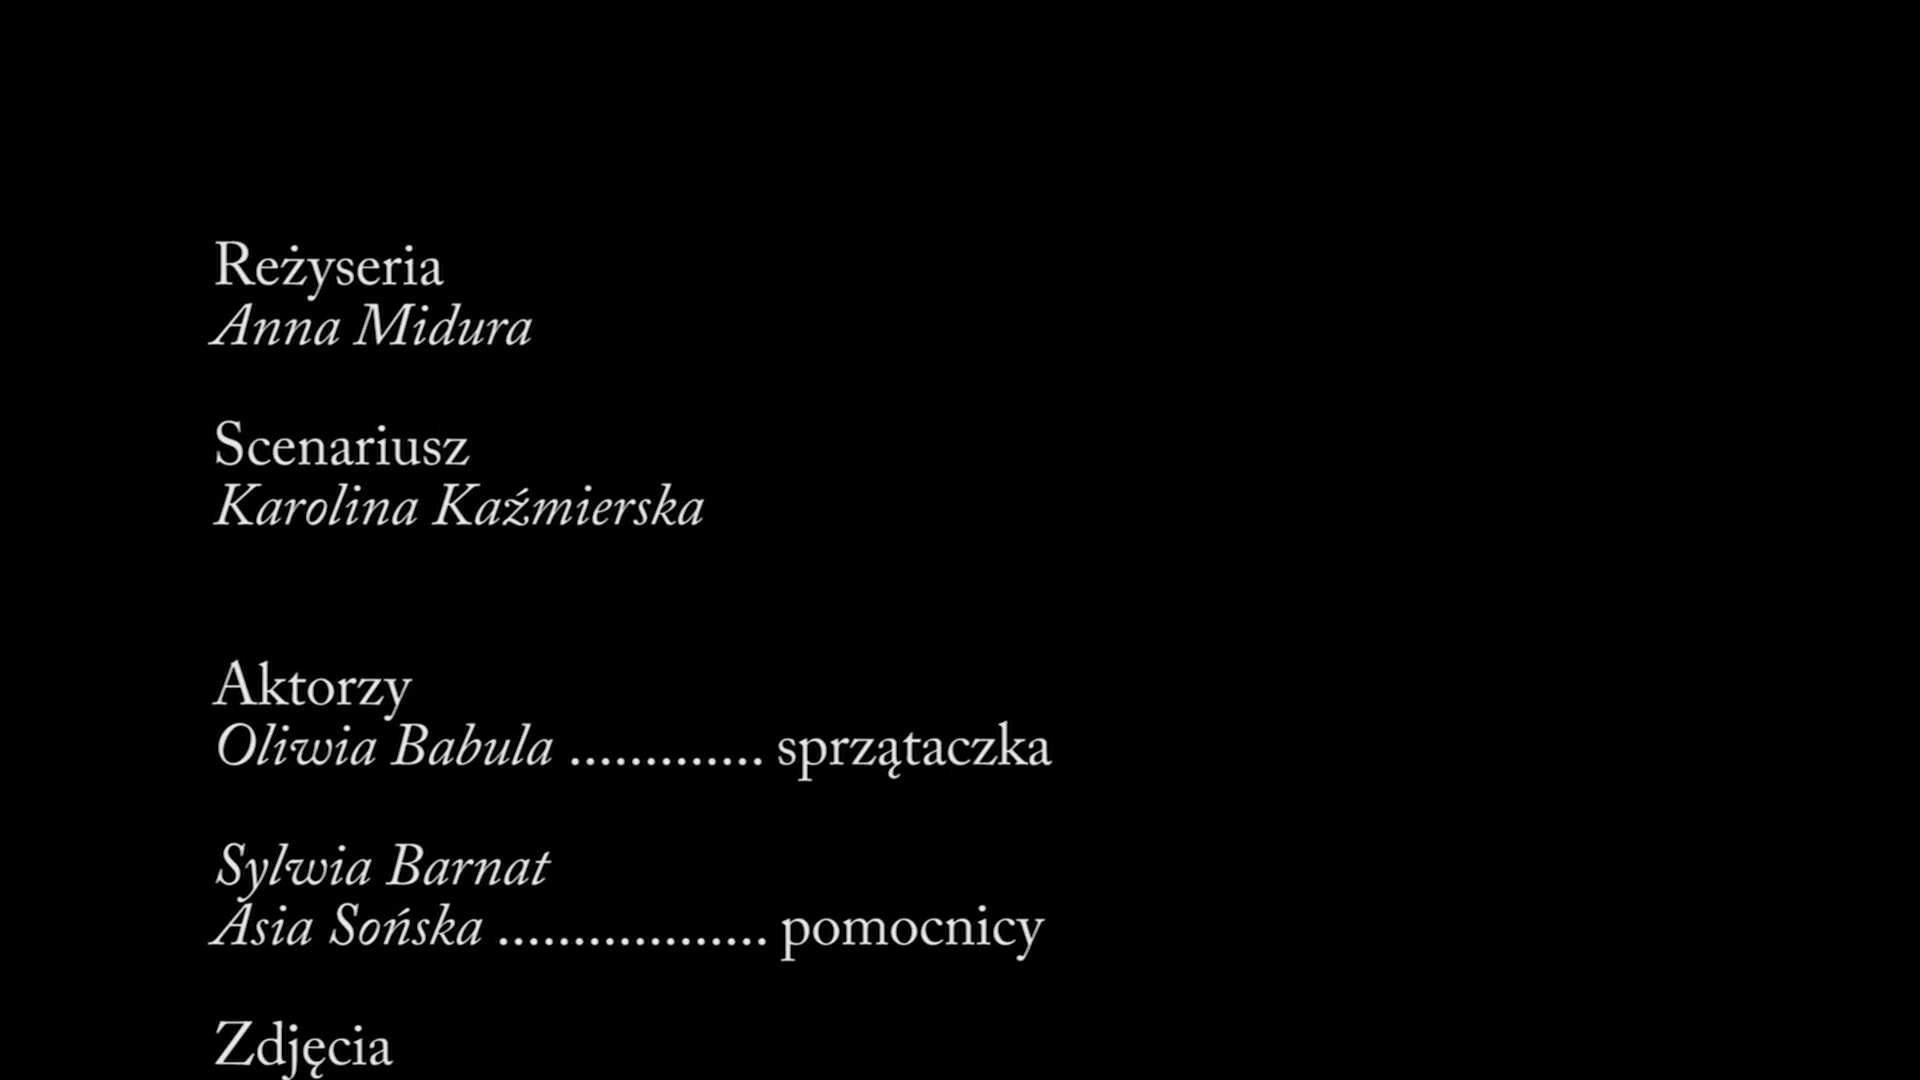 Reżyseria
Anna Midura
Scenariusz
Karolina Kaźmierska
Aktorzy
Oliwia Babula ............. sprzątaczka
Sylwia Barnat
Asia Sońska .................. pomocnicy
Zdjęcia